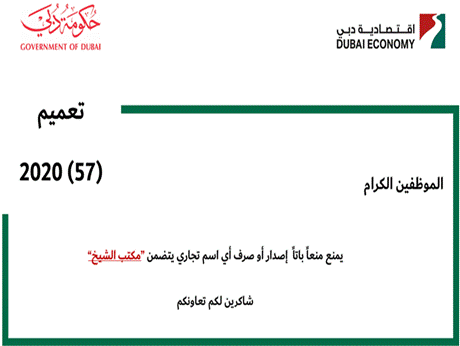 حكومة دبي
GOVERNMENT OF DUBAI
اقتصادية دبي
DUBAI ECONOMY
تعميم
2020 (57)
الموظفين الكرام
يمنع منعاً باتاً إصدار أو صرف أي اسم تجاري يتضمن "مكتب الشيخ"
شاكرين لكم تعاونكم